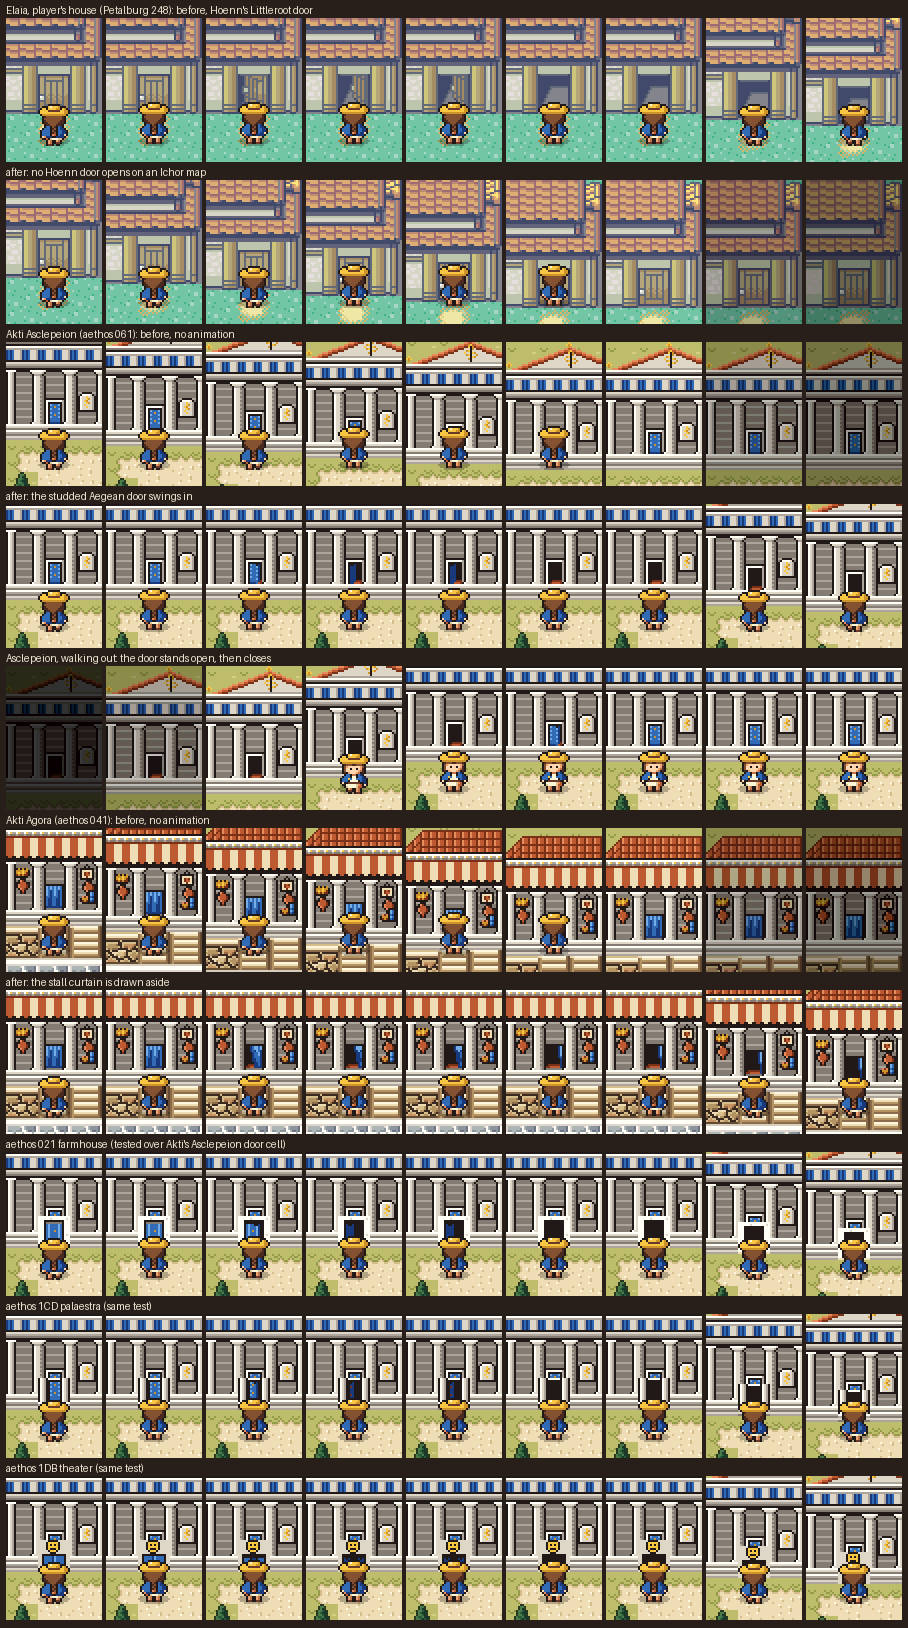 Elaia, player's house (Petalburg 248): before, Hoenn's Littleroot door
after: no Hoenn door opens on an Ichor map
Akti Asclepeion (aethos 061): before, no animation
after: the studded Aegean door swings in
Asclepeion, walking out: the door stands open, then closes
Akti Agora (aethos 041): before, no animation
after: the stall curtain is drawn aside
aethos 021 farmhouse (tested over Akti's Asclepeion door cell)
aethos 1CD palaestra (same test)
aethos 1DB theater (same test)